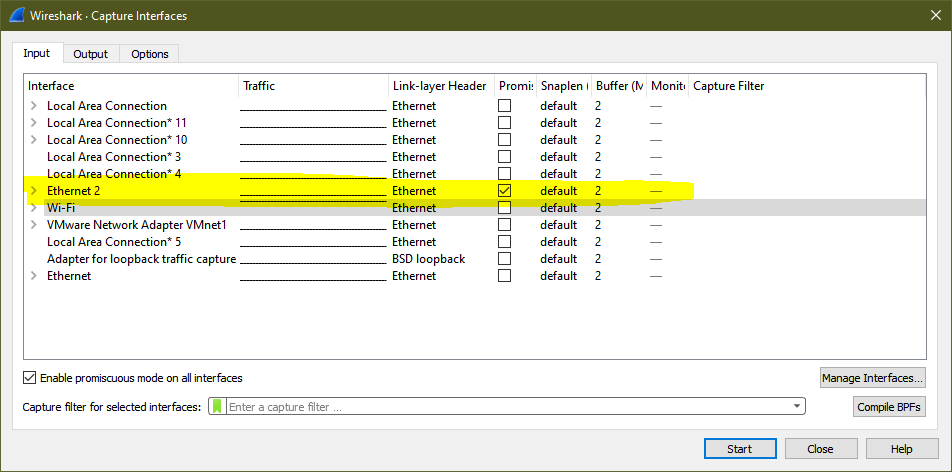 Wireshark · Capture Interfaces
Input Output Options
Interface Traffic Link-layer Header Promis Snaplen ( Buffer (M Monito Capture Filter
Local Area Connection Ethernet default 2 —
Local Area Connection* 11 Ethernet default 2 —
Local Area Connection* 10 Ethernet default 2 —
Local Area Connection* 3 Ethernet default 2 —
Local Area Connection* 4 Ethernet default 2 —
Ethernet 2 Ethernet default 2 —
Wi-Fi Ethernet default 2 —
VMware Network Adapter VMnet1 Ethernet default 2 —
Local Area Connection* 5 Ethernet default 2 —
Adapter for loopback traffic capture BSD loopback default 2 —
Ethernet Ethernet default 2 —
Enable promiscuous mode on all interfaces Manage Interfaces...
Capture filter for selected interfaces: Enter a capture filter ... Compile BPFs
Start Close Help